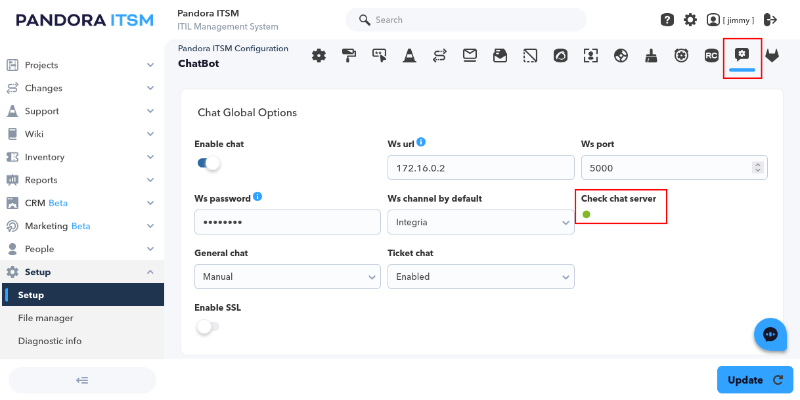 PANDORA ITSM
Pandora ITSM
ITIL Management System
Search
?
[ jimmy ]
Pandora ITSM Configuration
ChatBot
RC
Projects
Changes
Support
Wiki
Inventory
Reports
CRM Beta
Marketing Beta
People
Setup
Setup
File manager
Diagnostic info
Chat Global Options
Enable chat
Ws url
Ws port
172.16.0.2
5000
Ws password
Ws channel by default
Check chat server
••••••••
Integria
General chat
Ticket chat
Manual
Enabled
Enable SSL
Update